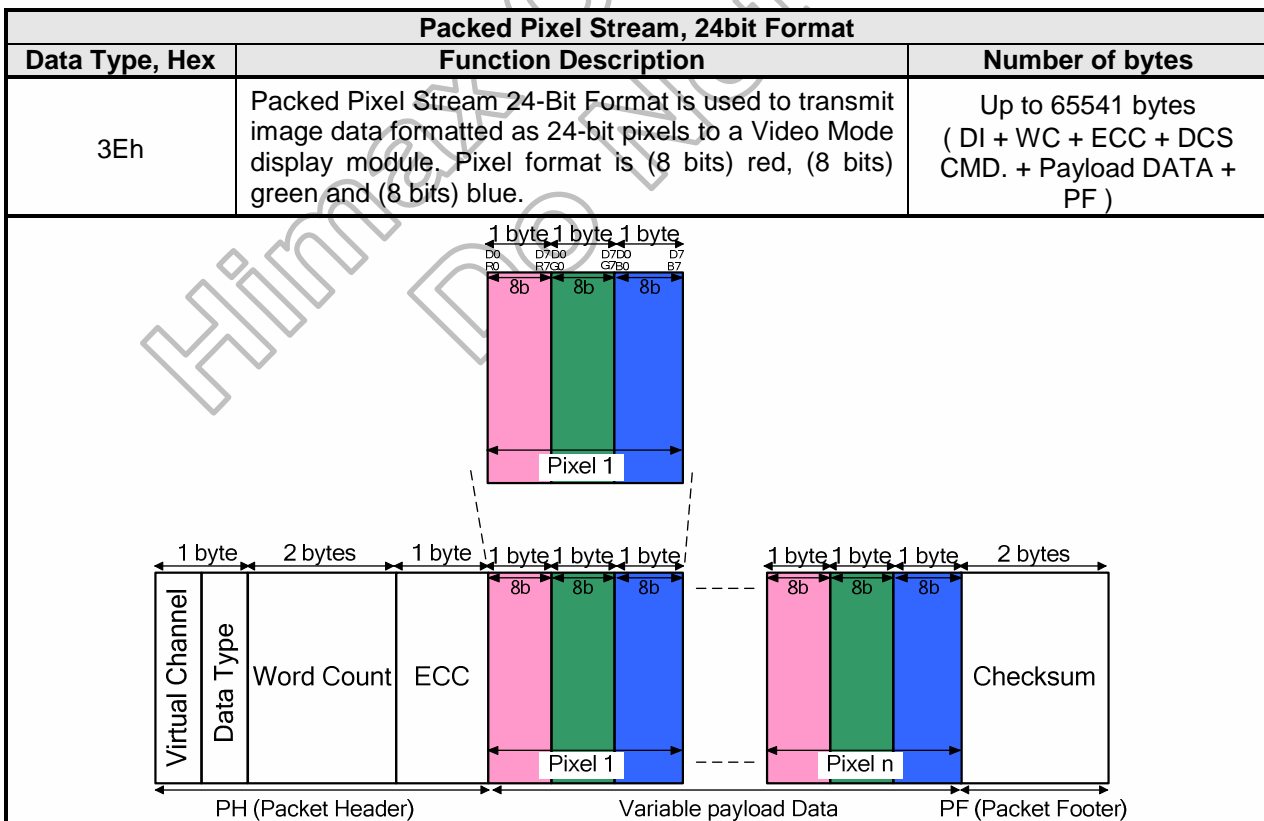 Packed Pixel Stream, 24bit Format
Data Type, Hex Function Description Number of bytes
3Eh
Packed Pixel Stream 24-Bit Format is used to transmit
image data formatted as 24-bit pixels to a Video Mode
display module. Pixel format is (8 bits) red, (8 bits)
green and (8 bits) blue.
Up to 65541 bytes
( DI + WC + ECC + DCS
CMD. + Payload DATA +
PF )
1 byte 1 byte 1 byte
D0 D7 D0 D7 D0 D7
R0 R7 G0 G7 B0 B7
8b 8b 8b
Pixel 1
1 byte 2 bytes 1 byte 1 byte 1 byte 1 byte 1 byte 1 byte 1 byte 2 bytes
8b 8b 8b 8b 8b 8b
Virtual Channel
Data Type
Word Count ECC Checksum
Pixel 1 Pixel n
PH (Packet Header) Variable payload Data PF (Packet Footer)
Himax
Do